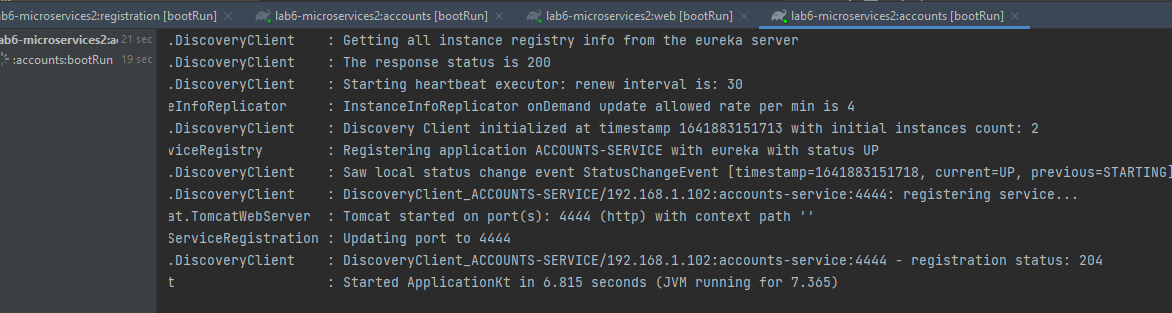 lab6-microservices2:registration [bootRun] lab6-microservices2:accounts [bootRun] lab6-microservices2:web [bootRun] lab6-microservices2:accounts [bootRun]
ab6-microservices2:a 21 sec
:accounts:bootRun 19 sec
.DiscoveryClient : Getting all instance registry info from the eureka server
.DiscoveryClient : The response status is 200
.DiscoveryClient : Starting heartbeat executor: renew interval is: 30
eInfoReplicator : InstanceInfoReplicator onDemand update allowed rate per min is 4
.DiscoveryClient : Discovery Client initialized at timestamp 1641883151713 with initial instances count: 2
viceRegistry : Registering application ACCOUNTS-SERVICE with eureka with status UP
.DiscoveryClient : Saw local status change event StatusChangeEvent [timestamp=1641883151718, current=UP, previous=STARTING]
.DiscoveryClient : DiscoveryClient_ACCOUNTS-SERVICE/192.168.1.102:accounts-service:4444: registering service...
at.TomcatWebServer : Tomcat started on port(s): 4444 (http) with context path ''
ServiceRegistration : Updating port to 4444
.DiscoveryClient : DiscoveryClient_ACCOUNTS-SERVICE/192.168.1.102:accounts-service:4444 - registration status: 204
t : Started ApplicationKt in 6.815 seconds (JVM running for 7.365)